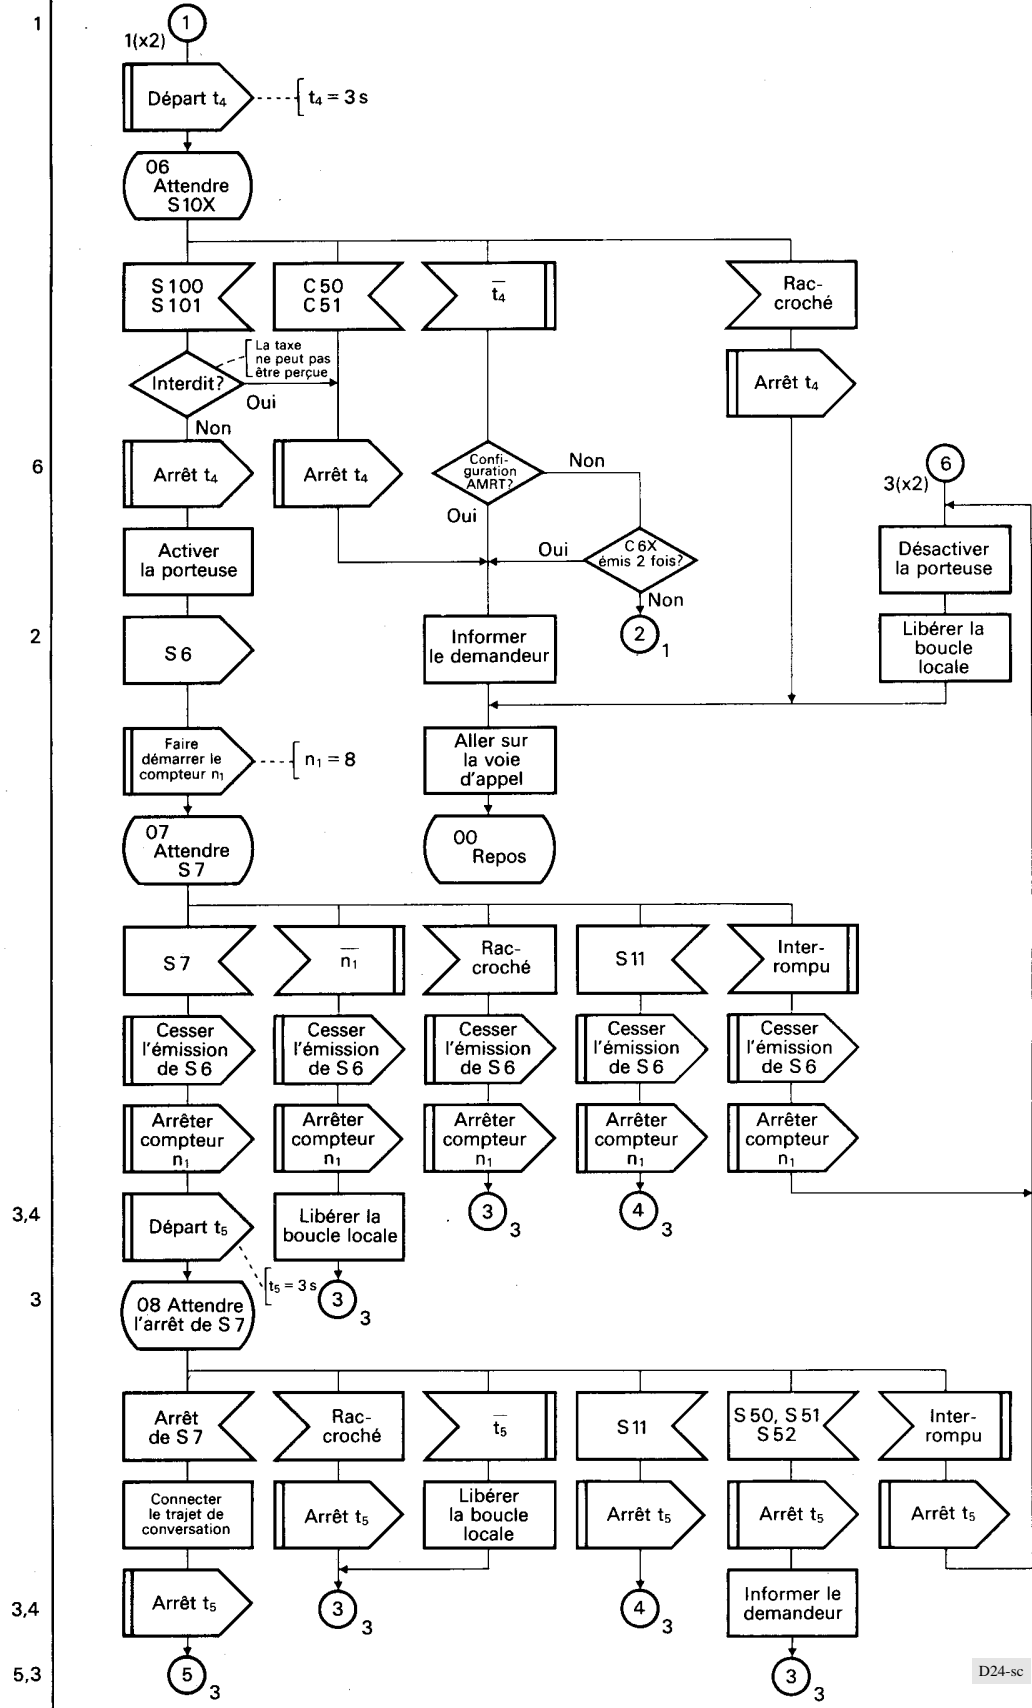 1
1
1(x2)
Départ t4
t4 = 3 s
06
Attendre
S10X
S100
S101
C50
C51
t4
Rac-
croché
La taxe
ne peut pas
être perçue
Interdit?
Oui
Non
Arrêt t4
6
Arrêt t4
Arrêt t4
Confi-
guration
AMRT?
Non
Oui
6
3(x2)
Activer
la porteuse
Oui
C6X
émis 2 fois?
Non
Désactiver
la porteuse
2
S6
Informer
le demandeur
2
1
Libérer la
boucle
locale
Faire
démarrer le
compteur n1
n1 = 8
Aller sur
la voie
d'appel
07
Attendre
S7
00
Repos
S7
n1
Rac-
croché
S11
Inter-
rompu
Cesser
l'émission
de S6
Cesser
l'émission
de S6
Cesser
l'émission
de S6
Cesser
l'émission
de S6
Cesser
l'émission
de S6
Arrêter
compteur
n1
Arrêter
compteur
n1
Arrêter
compteur
n1
Arrêter
compteur
n1
Arrêter
compteur
n1
3,4
Départ t5
Libérer la
boucle locale
3
3
4
3
t5 = 3 s
3
08 Attendre
l'arrêt de S7
3
3
Arrêt
de S7
Rac-
croché
t5
S11
S50, S51
S52
Inter-
rompu
Connecter
le trajet de
conversation
Arrêt t5
Libérer
la boucle
locale
Arrêt t5
Arrêt t5
Arrêt t5
3,4
Arrêt t5
3
3
4
3
Informer le
demandeur
5,3
5
3
3
3
D24-sc